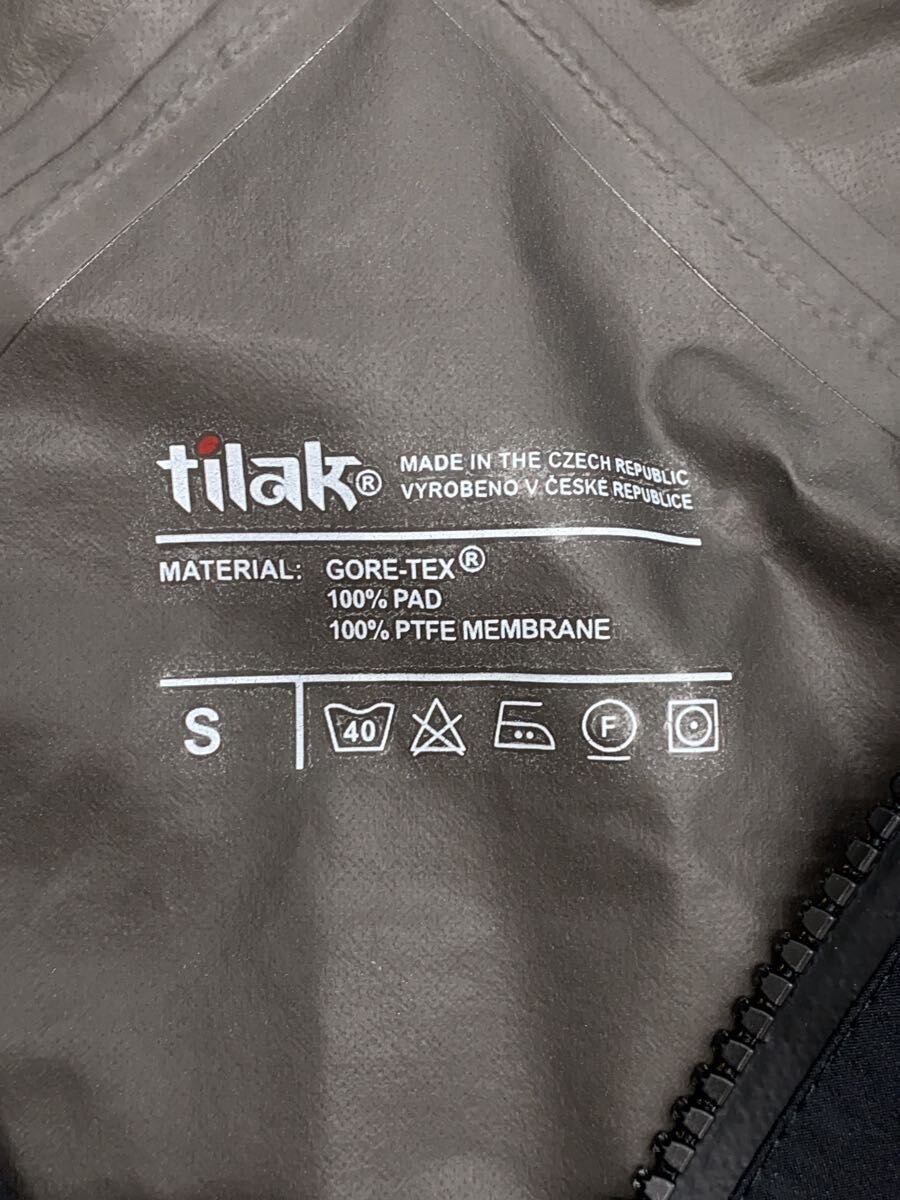 tilak®
MADE IN THE CZECH REPUBLIC
VYROBENO V ČESKÉ REPUBLICE
MATERIAL: GORE-TEX®
100% PAD
100% PTFE MEMBRANE
S 40 F